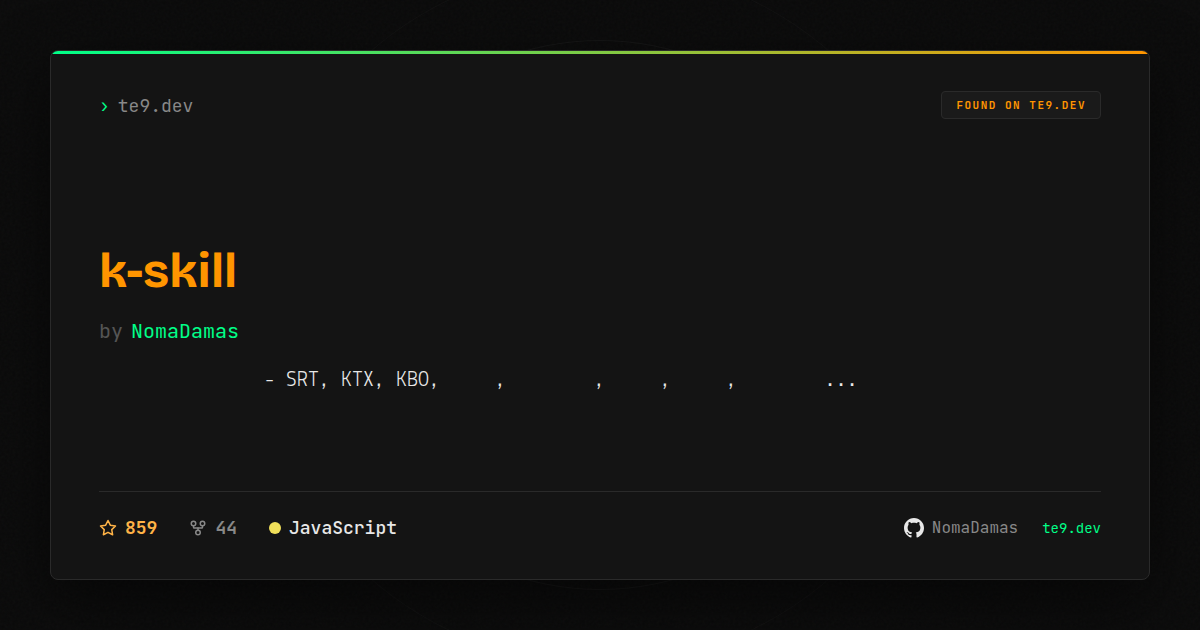 › te9.dev
FOUND ON TE9.DEV
k-skill
by NomaDamas
- SRT, KTX, KBO, , , , , ...
859 44 JavaScript
NomaDamas te9.dev